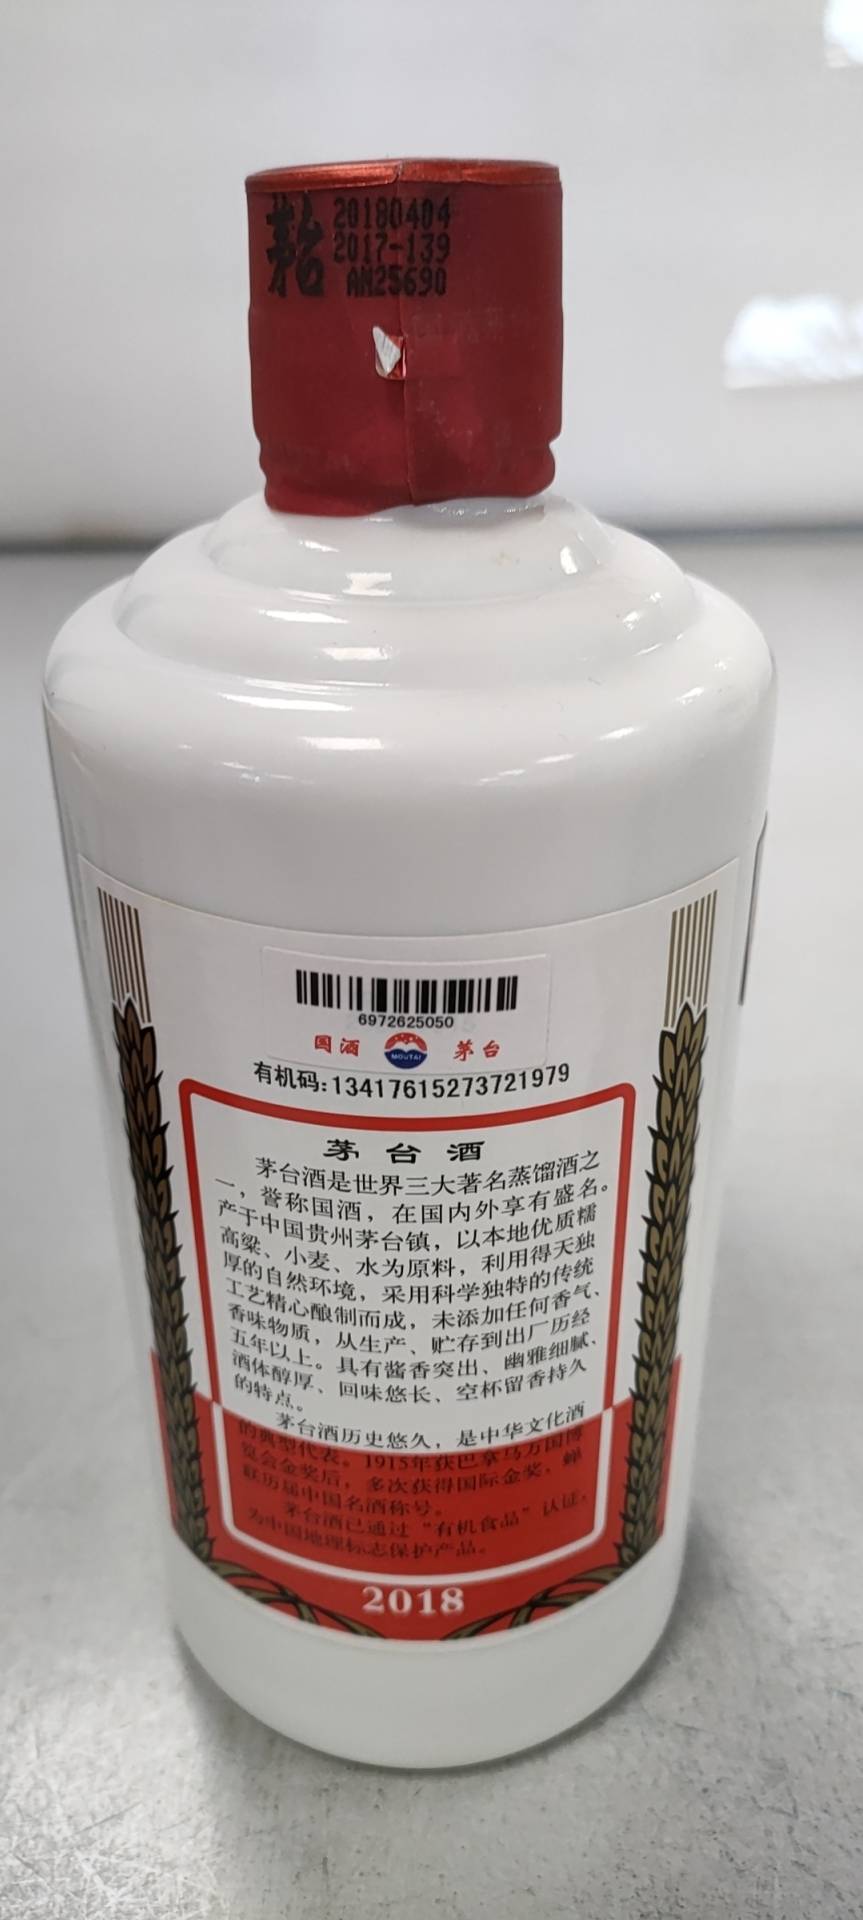 茅台
20180404
2017-139
AN25690
6972625050
国酒
MOUTAI
茅台
有机码:13417615273721979
茅台酒
茅台酒是世界三大著名蒸馏酒之
一，誉称国酒，在国内外享有盛名。
产于中国贵州茅台镇，以本地优质糯
高粱、小麦、水为原料，利用得天独
厚的自然环境，采用科学独特的传统
工艺精心酿制而成，未添加任何香气、
香味物质，从生产、贮存到出厂历经
五年以上。具有酱香突出、幽雅细腻、
酒体醇厚、回味悠长、空杯留香持久
的特点。
茅台酒历史悠久，是中华文化酒
的典型代表。1915年获巴拿马万国博
览会金奖后，多次获得国际金奖，蝉
联历届中国名酒称号。
茅台酒已通过“有机食品”认证，
为中国地理标志保护产品。
2018